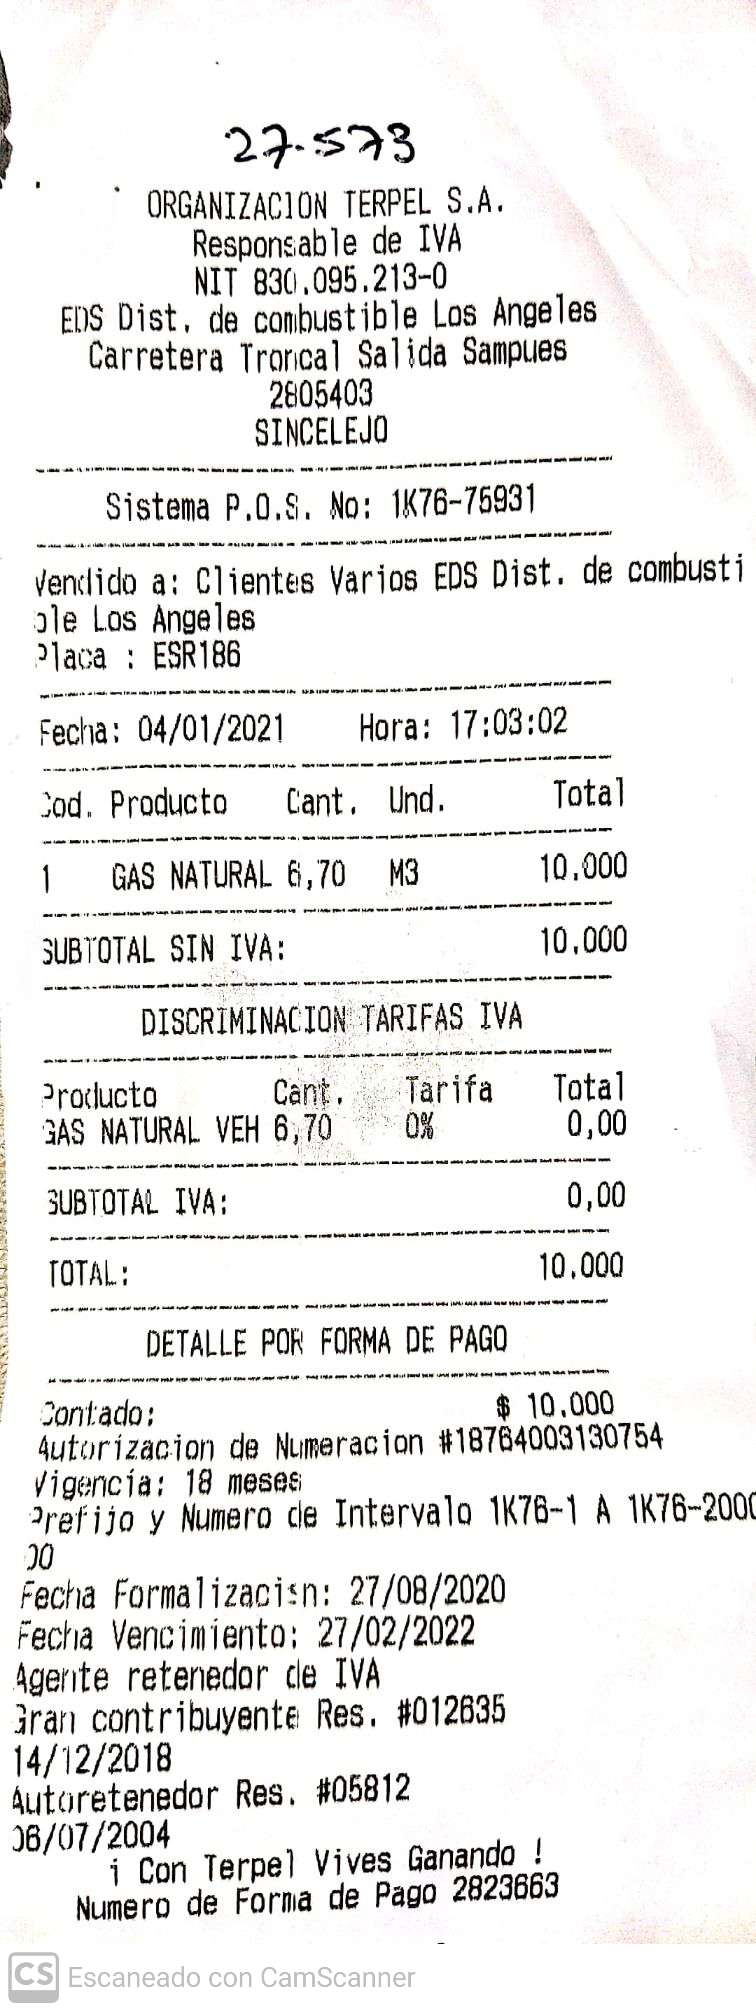 27.573
ORGANIZACION TERPEL S.A.
Responsable de IVA
NIT 830.095.213-0
EDS Dist. de combustible Los Angeles
Carretera Troncal Salida Sampues
2805403
SINCELEJO
Sistema P.O.S. No: 1K76-75931
Vendido a: Clientes Varios EDS Dist. de combusti
ble Los Angeles
Placa : ESR186
Fecha: 04/01/2021 Hora: 17:03:02
Cod. Producto Cant. Und. Total
1 GAS NATURAL 6,70 M3 10.000
SUBTOTAL SIN IVA: 10.000
DISCRIMINACION TARIFAS IVA
Producto Cant. Tarifa Total
GAS NATURAL VEH 6,70 0% 0,00
SUBTOTAL IVA: 0,00
TOTAL: 10.000
DETALLE POR FORMA DE PAGO
Contado: $ 10.000
Autorizacion de Numeracion #18764003130754
Vigencia: 18 meses
Prefijo y Numero de Intervalo 1K76-1 A 1K76-2000
00
Fecha Formalizacisn: 27/08/2020
Fecha Vencimiento: 27/02/2022
Agente retenedor de IVA
Gran contribuyente Res. #012635
14/12/2018
Autoretenedor Res. #05812
06/07/2004
¡ Con Terpel Vives Ganando !
Numero de Forma de Pago 2823663
CS Escaneado con CamScanner